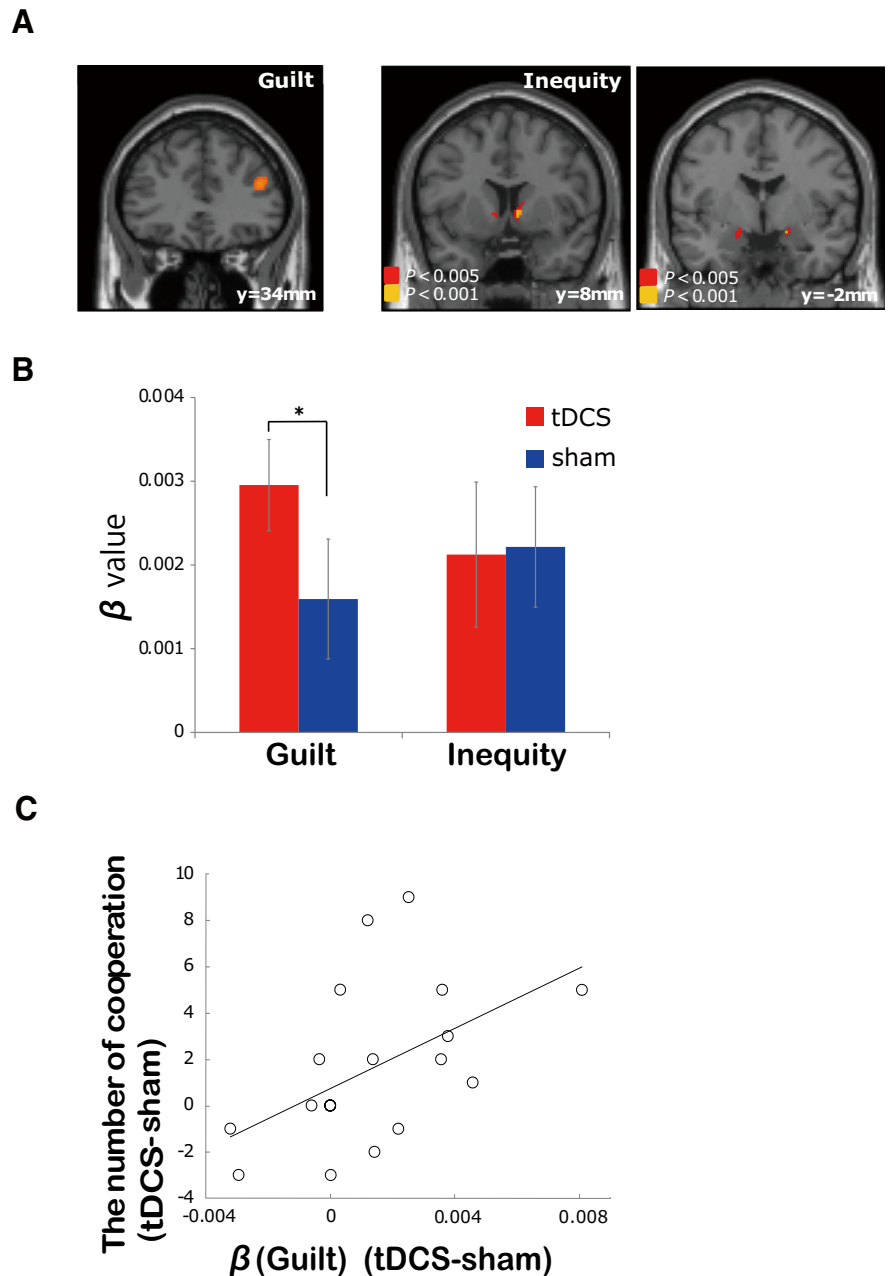 A
Guilt
y=34mm
Inequity
P < 0.005
P < 0.001
y=8mm
P < 0.005
P < 0.001
y=-2mm
B
0.004
0.003
0.002
0.001
0
β value
*
tDCS
sham
Guilt
Inequity
C
The number of cooperation
(tDCS-sham)
10
8
6
4
2
0
-2
-4
-0.004
0
0.004
0.008
β (Guilt) (tDCS-sham)